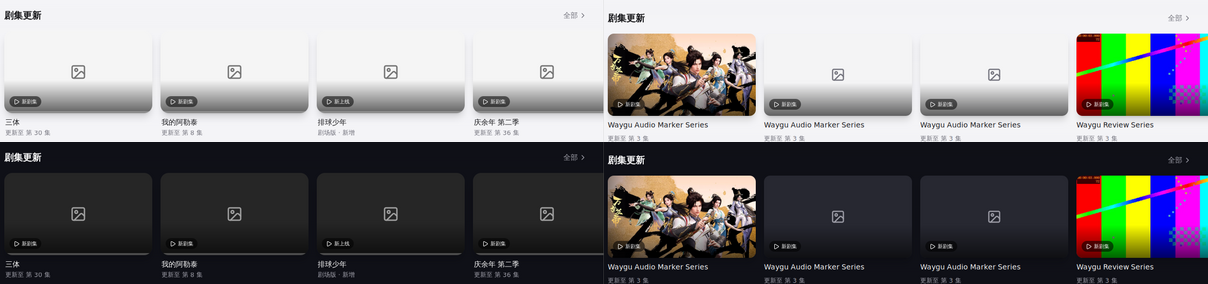 剧集更新
全部
新剧集
新剧集
新上线
新剧集
三体
我的阿勒泰
排球少年
庆余年 第二季
更新至 第 30 集
更新至 第 8 集
剧场版 · 新增
更新至 第 36 集
剧集更新
全部
新剧集
新剧集
新剧集
新剧集
Waygu Audio Marker Series
Waygu Audio Marker Series
Waygu Audio Marker Series
Waygu Review Series
更新至 第 3 集
更新至 第 3 集
更新至 第 3 集
更新至 第 3 集
剧集更新
全部
新剧集
新剧集
新上线
新剧集
三体
我的阿勒泰
排球少年
庆余年 第二季
更新至 第 30 集
更新至 第 8 集
剧场版 · 新增
更新至 第 36 集
剧集更新
全部
新剧集
新剧集
新剧集
新剧集
Waygu Audio Marker Series
Waygu Audio Marker Series
Waygu Audio Marker Series
Waygu Review Series
更新至 第 3 集
更新至 第 3 集
更新至 第 3 集
更新至 第 3 集